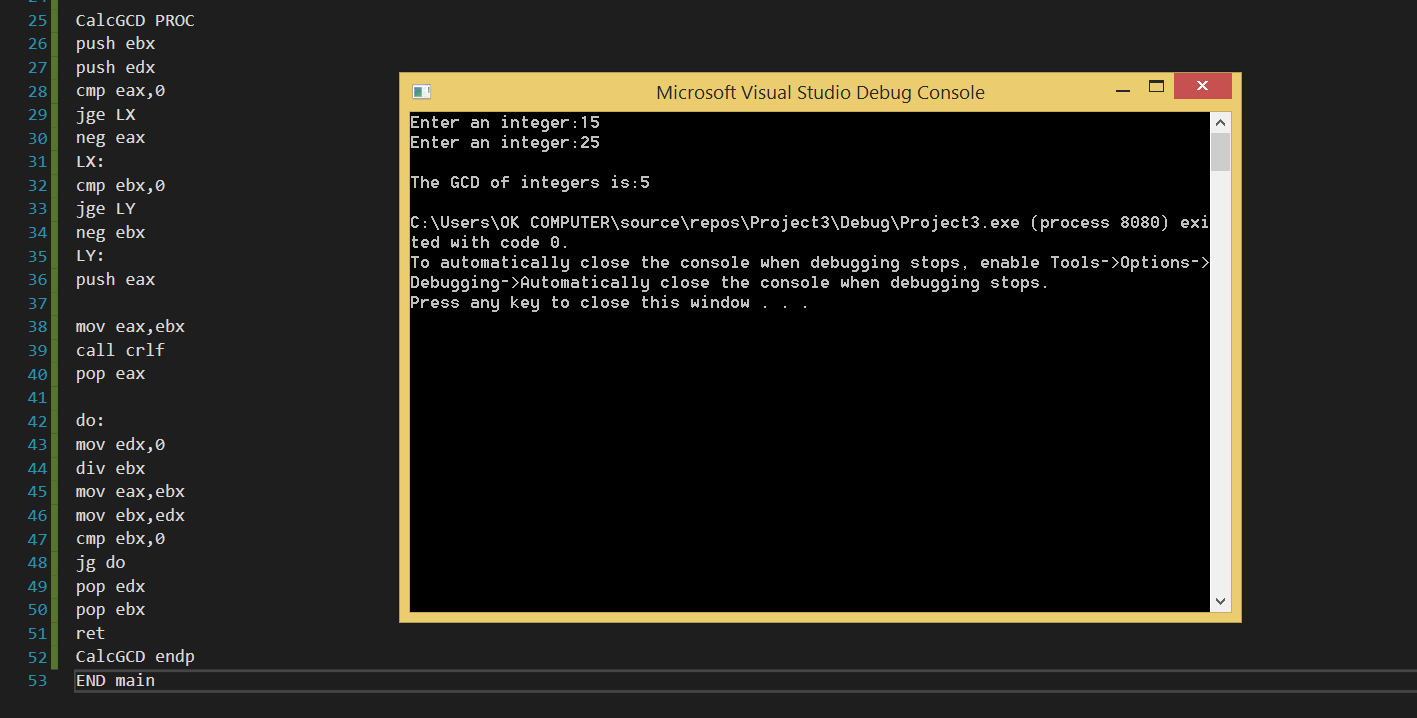 25 CalcGCD PROC
26 push ebx
27 push edx
28 cmp eax,0
29 jge LX
30 neg eax
31 LX:
32 cmp ebx,0
33 jge LY
34 neg ebx
35 LY:
36 push eax
37
38 mov eax,ebx
39 call crlf
40 pop eax
41
42 do:
43 mov edx,0
44 div ebx
45 mov eax,ebx
46 mov ebx,edx
47 cmp ebx,0
48 jg do
49 pop edx
50 pop ebx
51 ret
52 CalcGCD endp
53 END main
Microsoft Visual Studio Debug Console
Enter an integer:15
Enter an integer:25
The GCD of integers is:5
C:\Users\OK COMPUTER\source\repos\Project3\Debug\Project3.exe (process 8080) exi
ted with code 0.
To automatically close the console when debugging stops, enable Tools->Options->
Debugging->Automatically close the console when debugging stops.
Press any key to close this window . . .